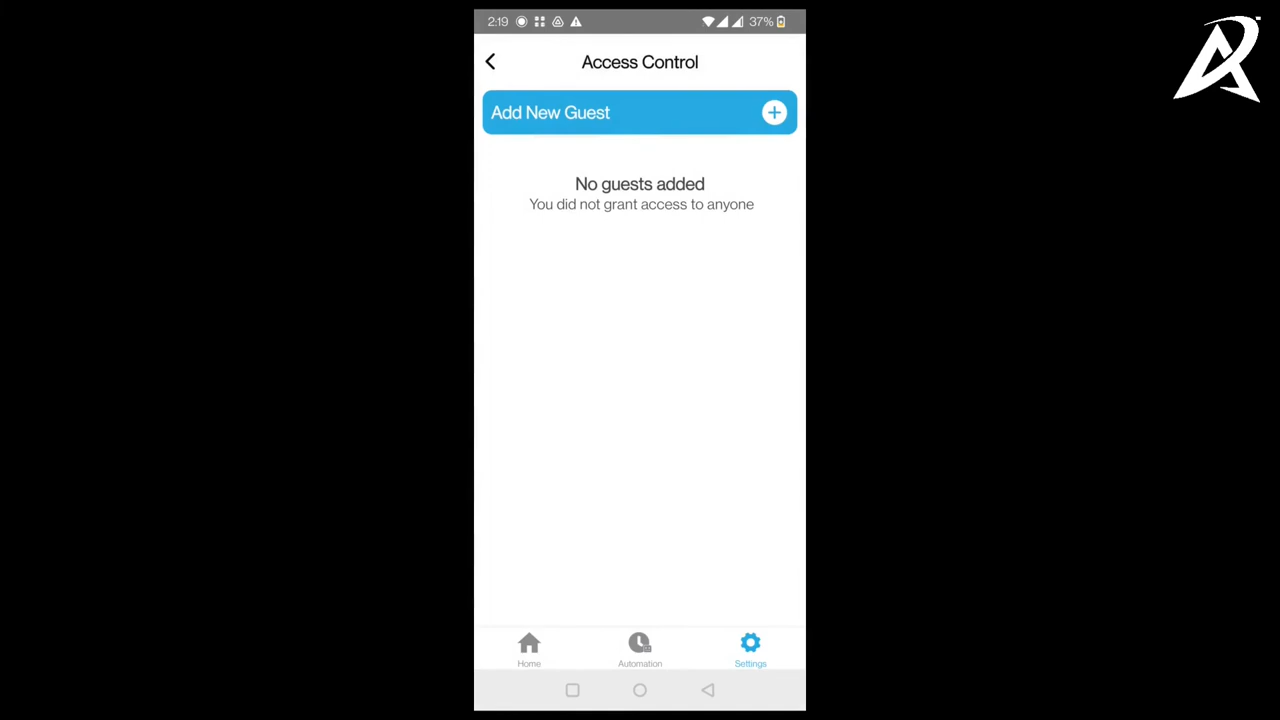 2:19 37%
Access Control
Add New Guest
No guests added
You did not grant access to anyone
Home Automation Settings